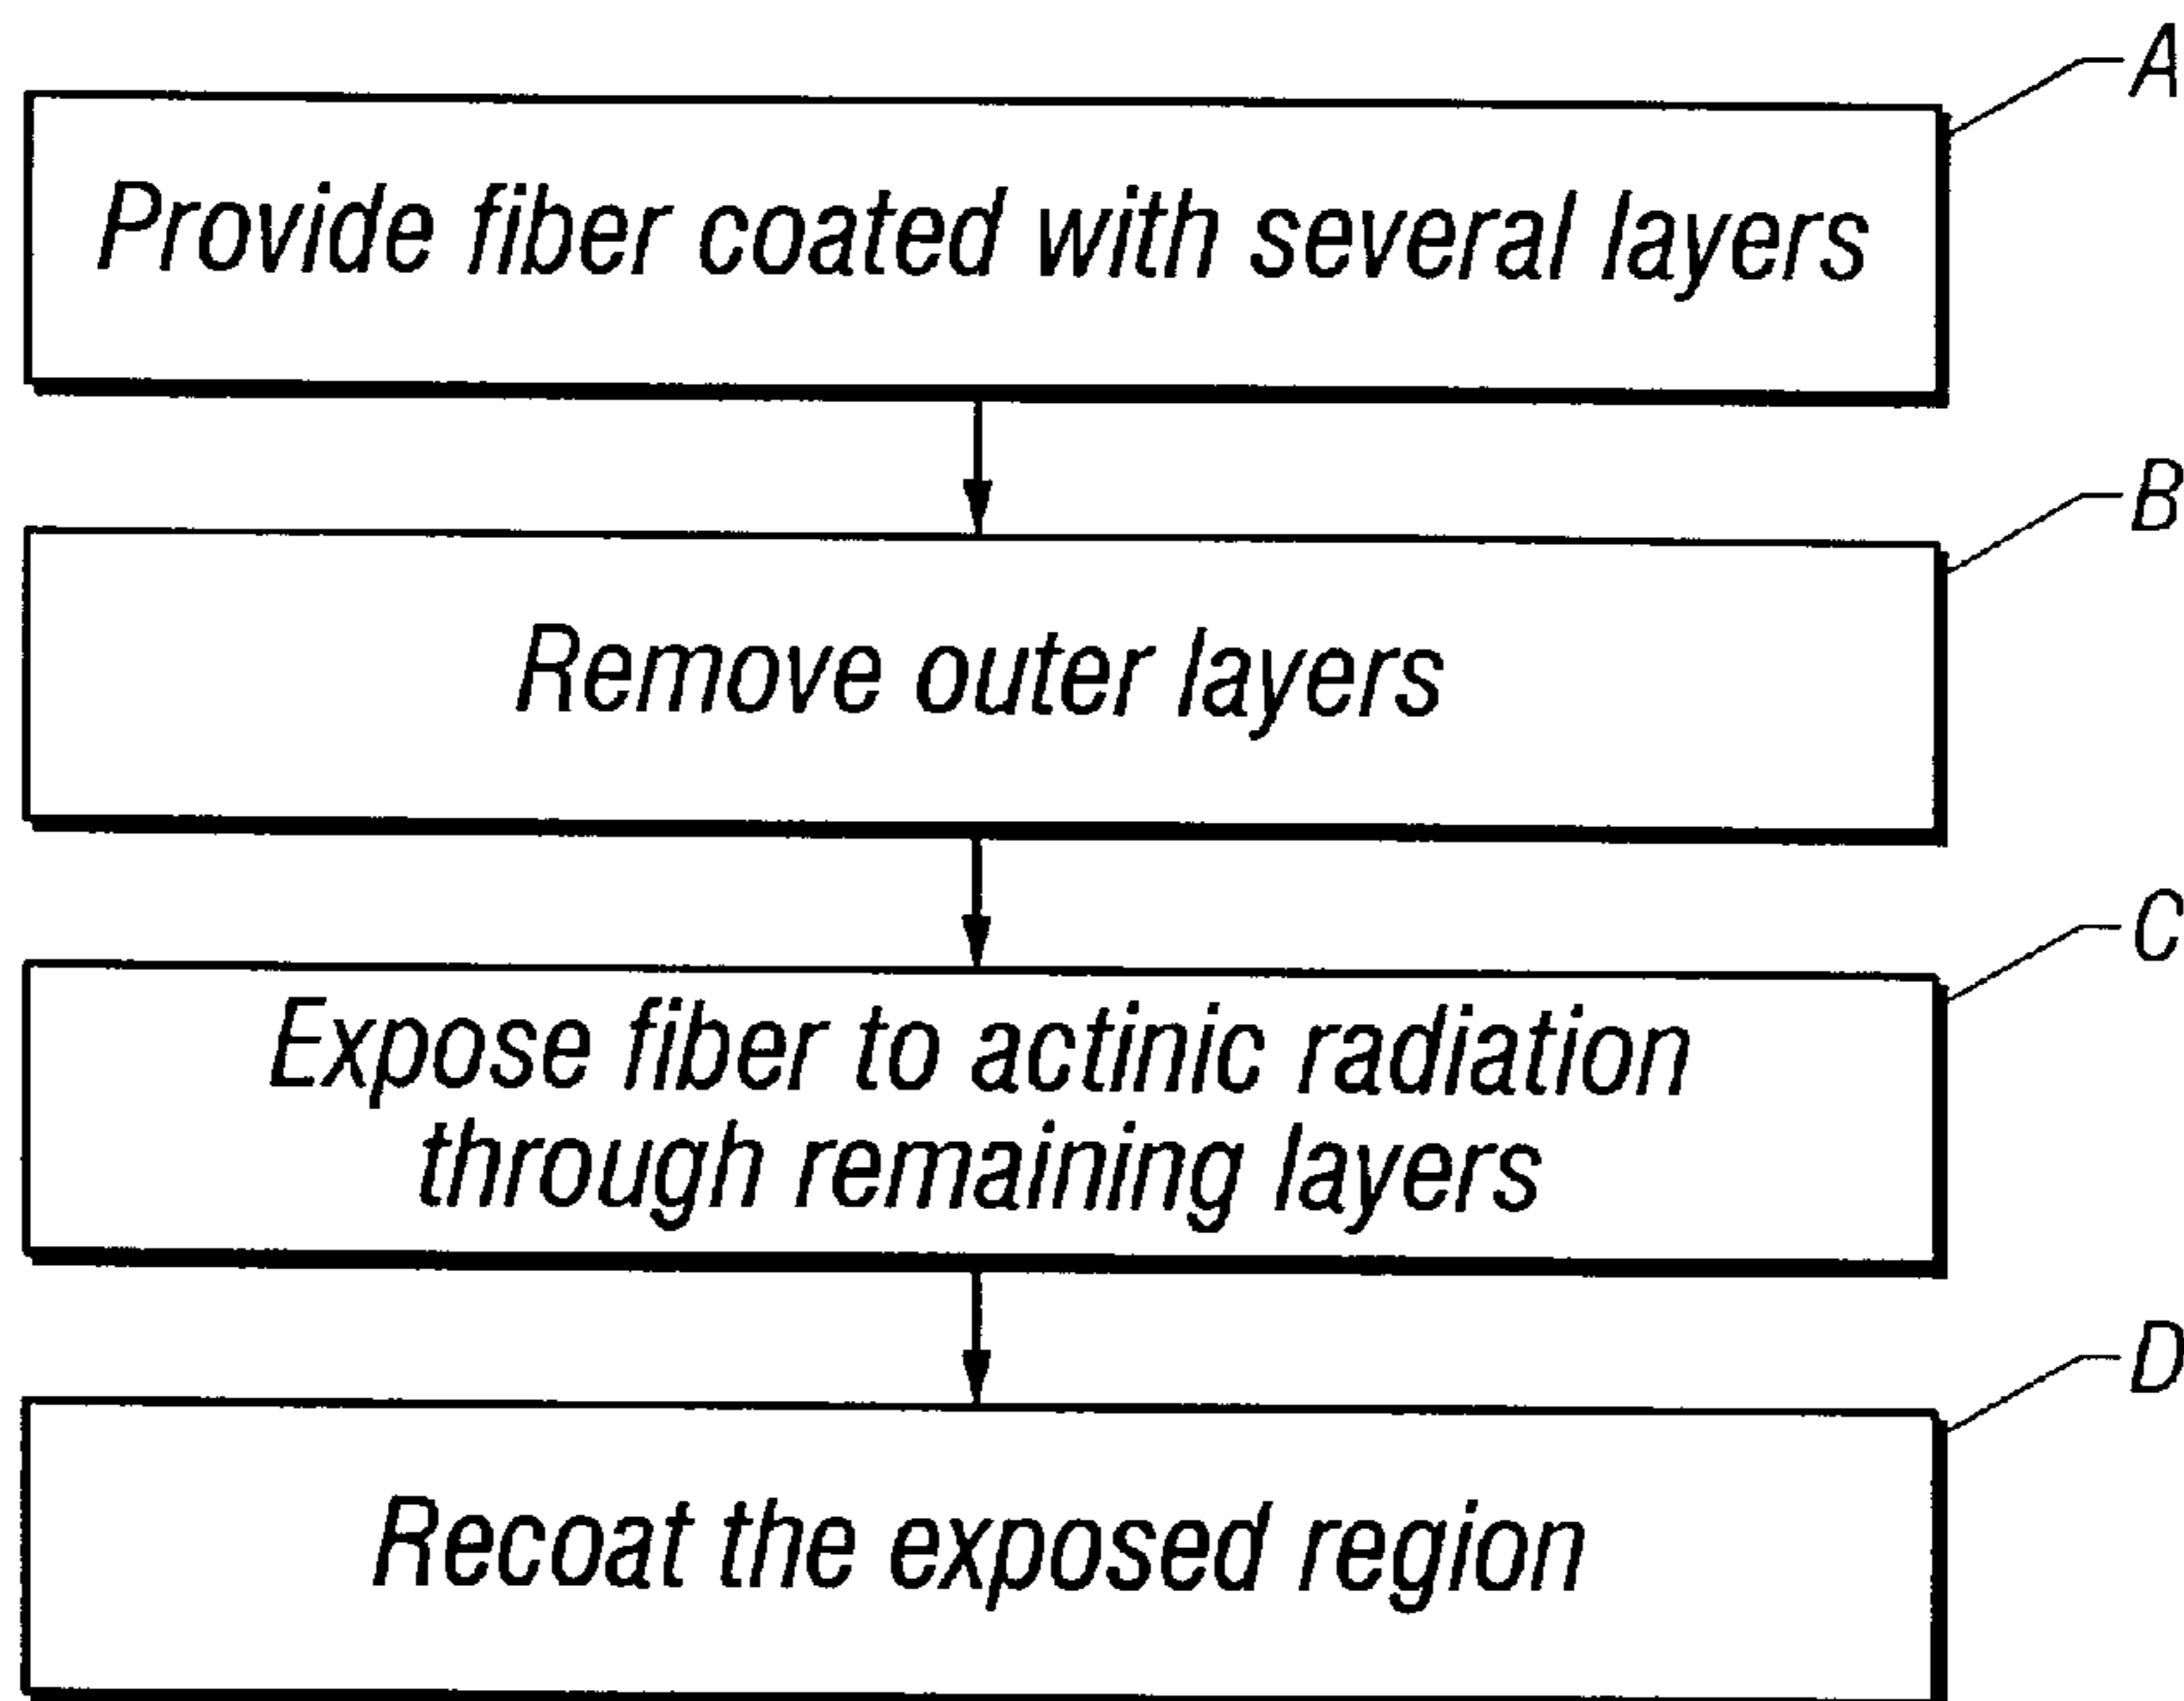 A
Provide fiber coated with several layers
B
Remove outer layers
C
Expose fiber to actinic radiation
through remaining layers
D
Recoat the exposed region